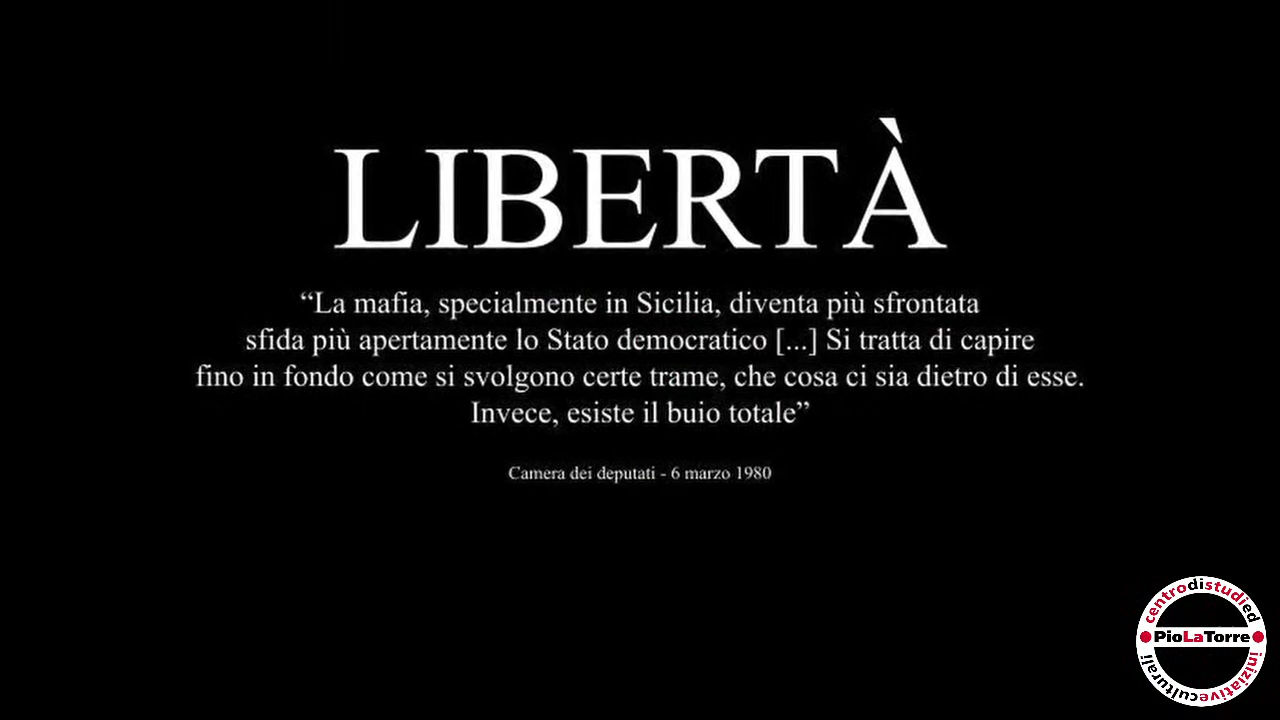 LIBERTÀ
“La mafia, specialmente in Sicilia, diventa più sfrontata
sfida più apertamente lo Stato democratico [...] Si tratta di capire
fino in fondo come si svolgono certe trame, che cosa ci sia dietro di esse.
Invece, esiste il buio totale”
Camera dei deputati - 6 marzo 1980
centrodistudied
PioLaTorre
iniziativeculturali